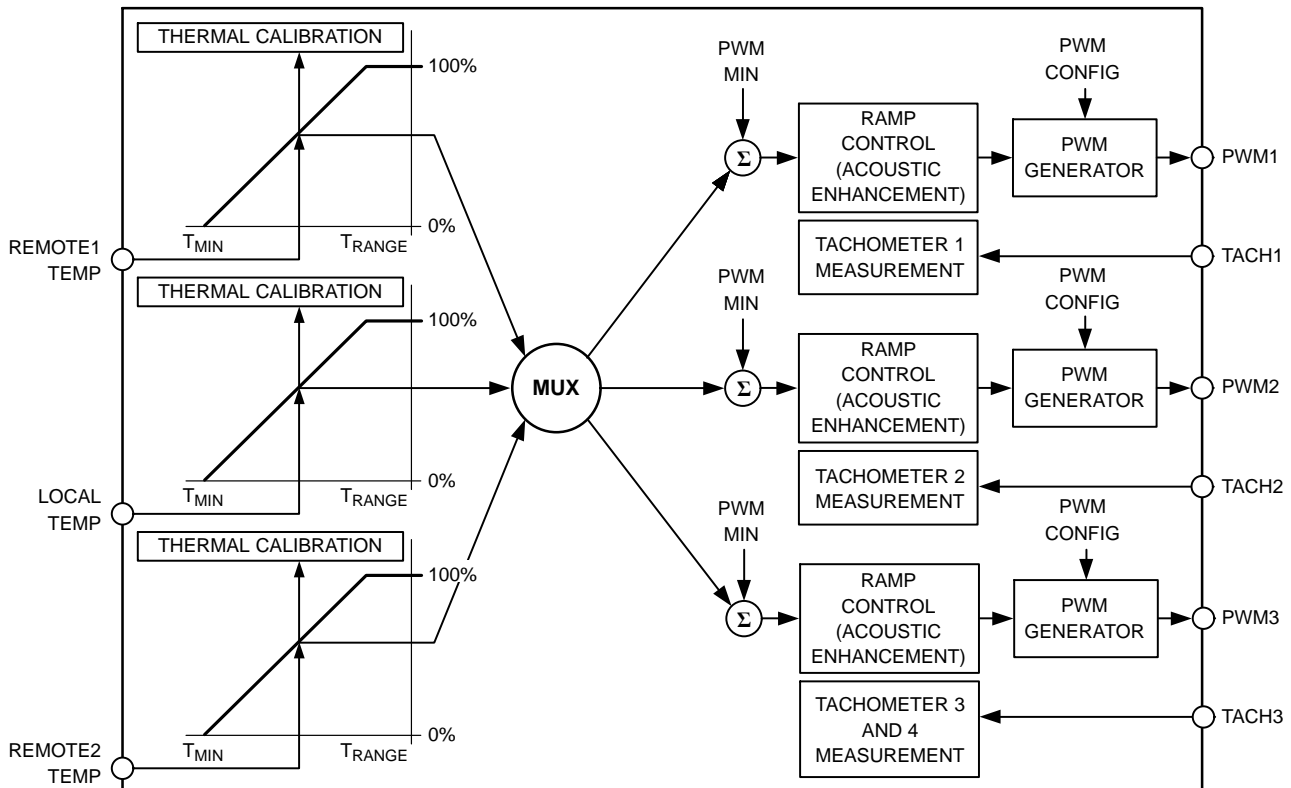 THERMAL CALIBRATION
100%
0%
T_MIN
T_RANGE
REMOTE1
TEMP
THERMAL CALIBRATION
100%
0%
T_MIN
T_RANGE
LOCAL
TEMP
THERMAL CALIBRATION
100%
0%
T_MIN
T_RANGE
REMOTE2
TEMP
MUX
PWM
MIN
Σ
RAMP
CONTROL
(ACOUSTIC
ENHANCEMENT)
PWM
CONFIG
PWM
GENERATOR
PWM1
TACHOMETER 1
MEASUREMENT
TACH1
PWM
MIN
Σ
RAMP
CONTROL
(ACOUSTIC
ENHANCEMENT)
PWM
CONFIG
PWM
GENERATOR
PWM2
TACHOMETER 2
MEASUREMENT
TACH2
PWM
MIN
Σ
RAMP
CONTROL
(ACOUSTIC
ENHANCEMENT)
PWM
CONFIG
PWM
GENERATOR
PWM3
TACHOMETER 3
AND 4
MEASUREMENT
TACH3